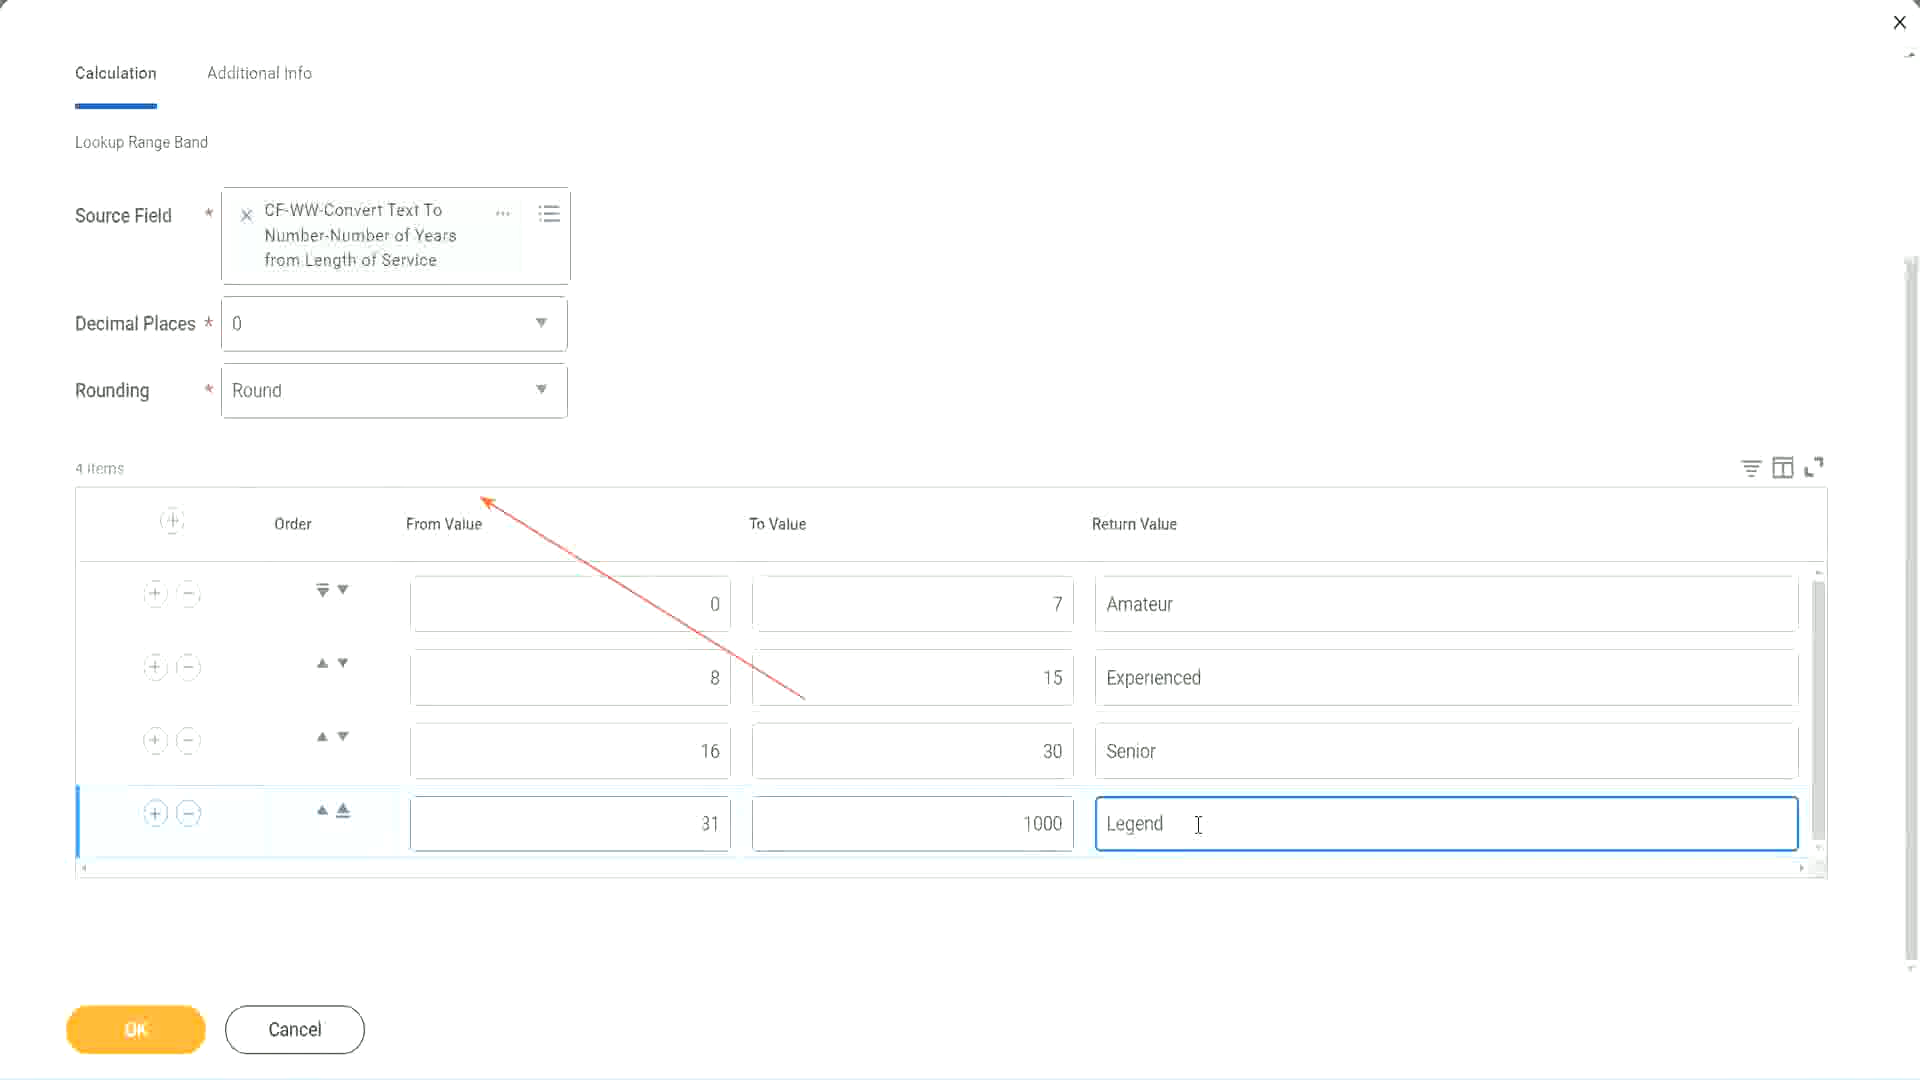 Calculation Additional Info
Lookup Range Band
Source Field * CF-WW-Convert Text To
Number-Number of Years
from Length of Service
Decimal Places * 0
Rounding * Round
4 items
Order From Value To Value Return Value
0 7 Amateur
8 15 Experienced
16 30 Senior
31 1000 Legend
OK Cancel